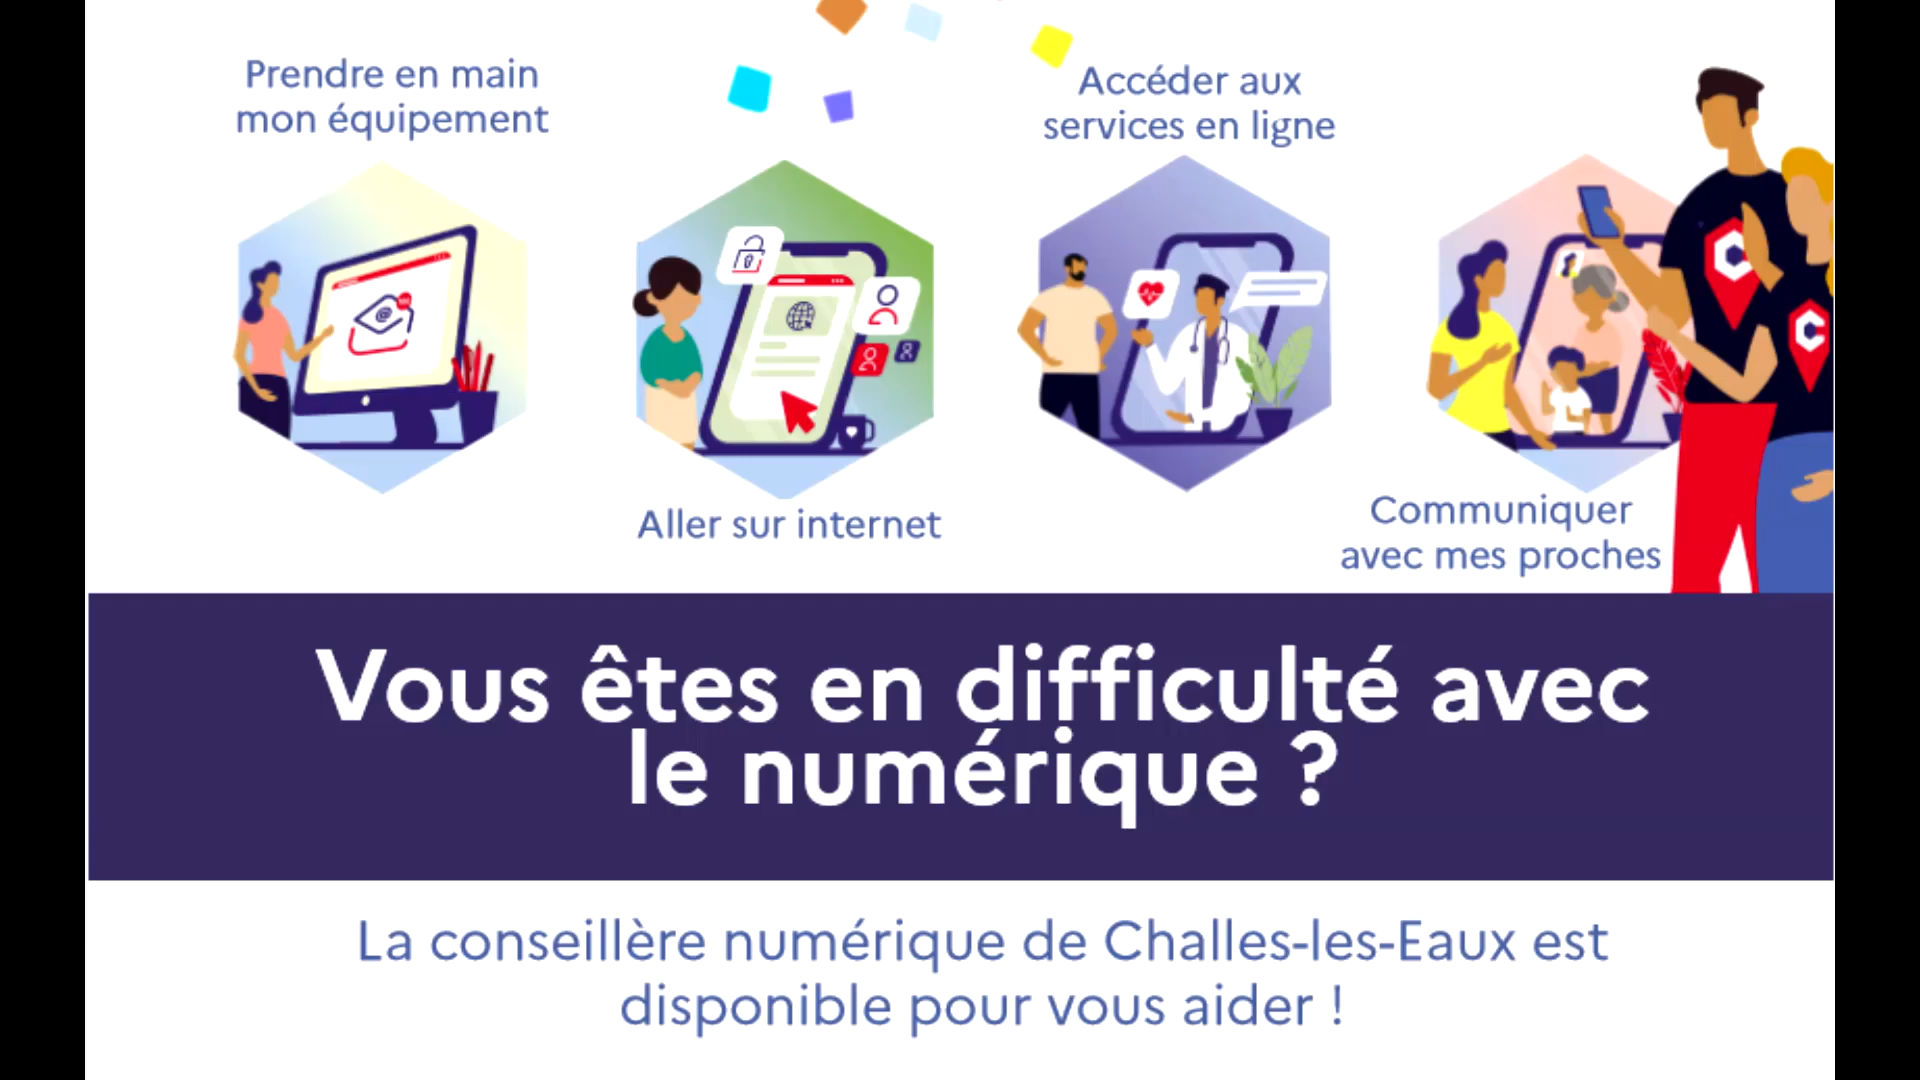 Prendre en main
mon équipement
Accéder aux
services en ligne
@
Aller sur internet
Communiquer
avec mes proches
Vous êtes en difficulté avec
le numérique ?
La conseillère numérique de Challes-les-Eaux est
disponible pour vous aider !